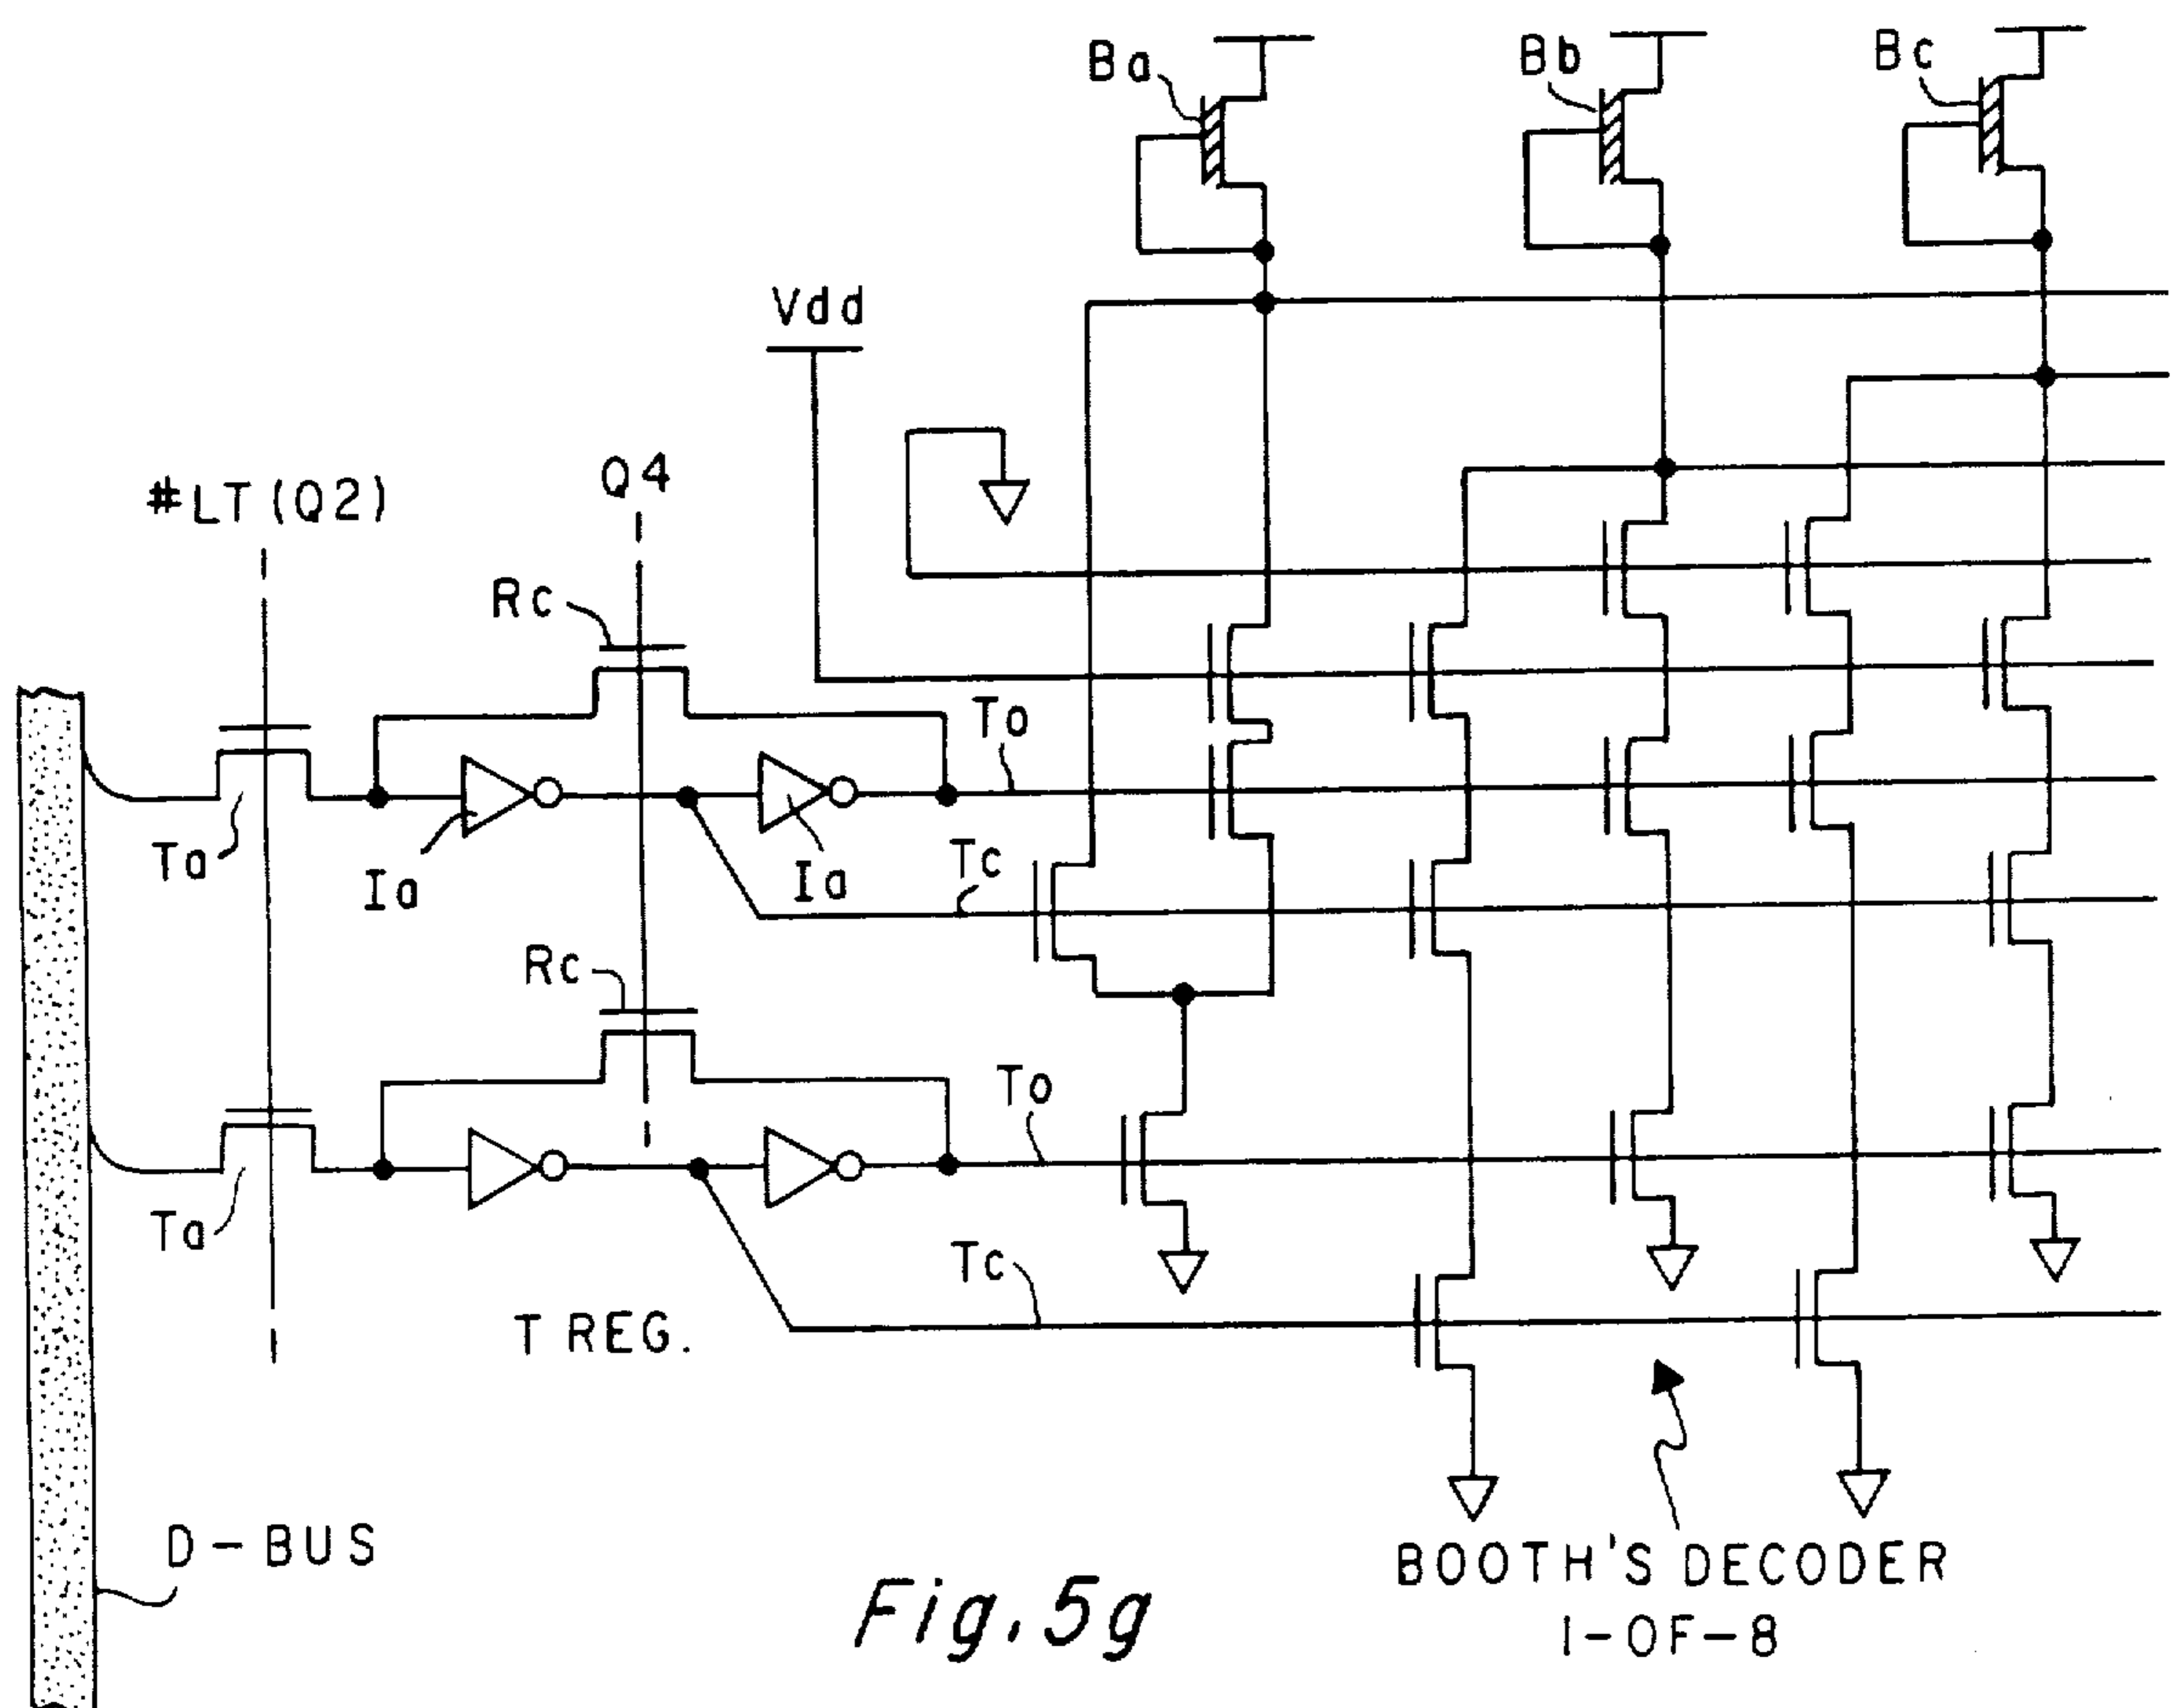 Ba
Bb
Bc
Vdd
#LT(Q2)
Q4
Rc
To
Ta
Ia
Ia
Tc
Rc
To
Ta
Tc
T REG.
D-BUS
BOOTH'S DECODER
1-OF-8
Fig. 5g